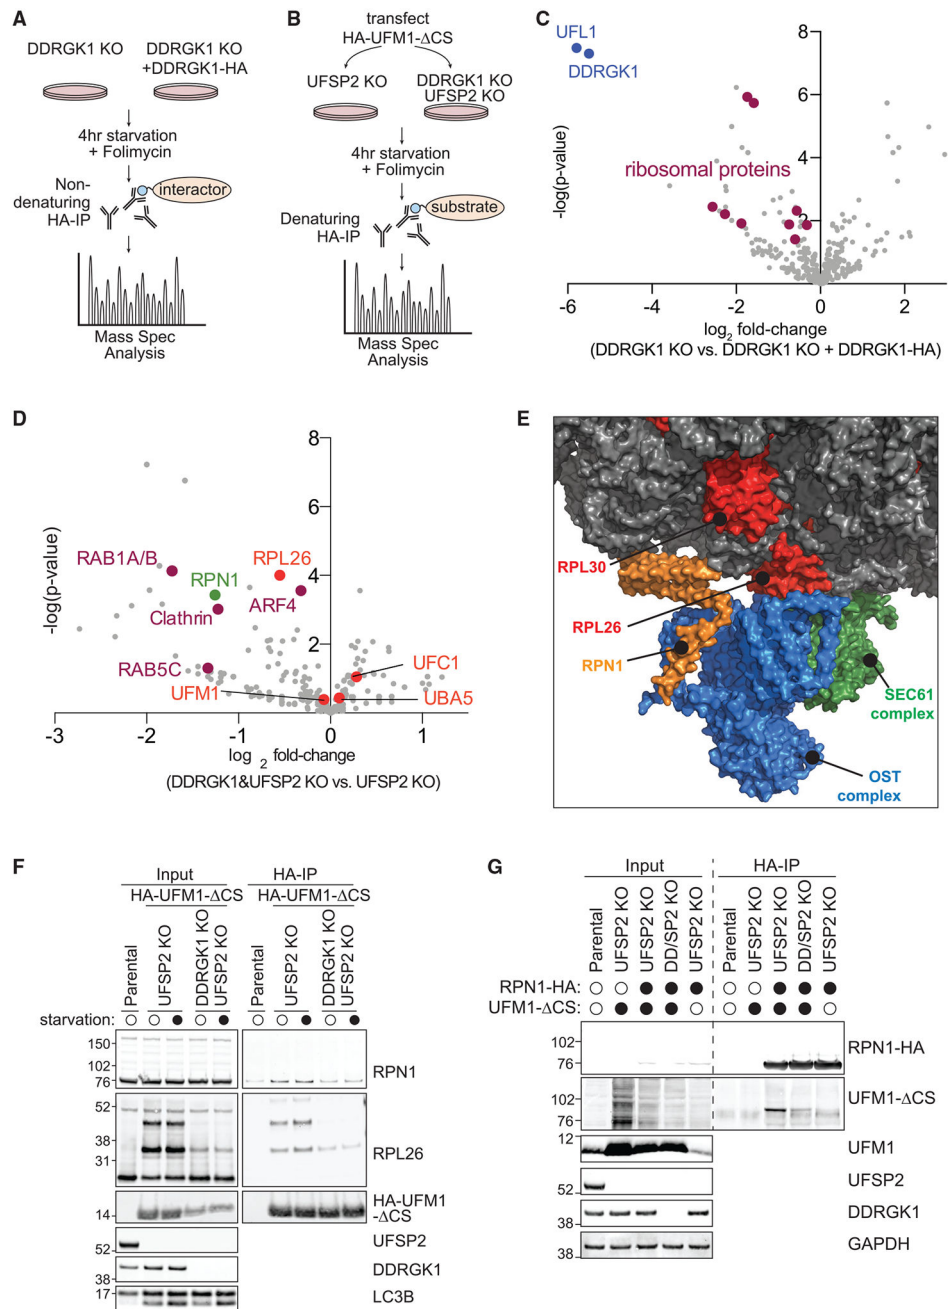 A
DDRGK1 KO
DDRGK1 KO
+DDRGK1-HA
4hr starvation
+ Folimycin
Non-
denaturing
HA-IP
interactor
Mass Spec
Analysis
B
transfect
HA-UFM1-ΔCS
UFSP2 KO
DDRGK1 KO
UFSP2 KO
4hr starvation
+ Folimycin
Denaturing
HA-IP
substrate
Mass Spec
Analysis
C
UFL1
DDRGK1
ribosomal proteins
-log(p-value)
8
6
4
2
-6
-4
-2
0
2
log2 fold-change
(DDRGK1 KO vs. DDRGK1 KO + DDRGK1-HA)
D
8
6
4
2
-log(p-value)
RAB1A/B
RPN1
RPL26
Clathrin
ARF4
RAB5C
UFM1
UFC1
UBA5
-3
-2
-1
0
1
log 2 fold-change
(DDRGK1&UFSP2 KO vs. UFSP2 KO)
E
RPL30
RPL26
RPN1
SEC61
complex
OST
complex
F
Input
HA-IP
HA-UFM1-ΔCS
HA-UFM1-ΔCS
Parental
UFSP2 KO
DDRGK1 KO
UFSP2 KO
Parental
UFSP2 KO
DDRGK1 KO
UFSP2 KO
starvation:
150
102
76
RPN1
52
38
31
RPL26
14
HA-UFM1
-ΔCS
52
UFSP2
38
DDRGK1
17
LC3B
G
Input
HA-IP
Parental
UFSP2 KO
UFSP2 KO
DD/SP2 KO
UFSP2 KO
Parental
UFSP2 KO
UFSP2 KO
DD/SP2 KO
UFSP2 KO
RPN1-HA:
UFM1-ΔCS:
102
76
RPN1-HA
102
76
UFM1-ΔCS
12
UFM1
52
UFSP2
38
DDRGK1
38
GAPDH